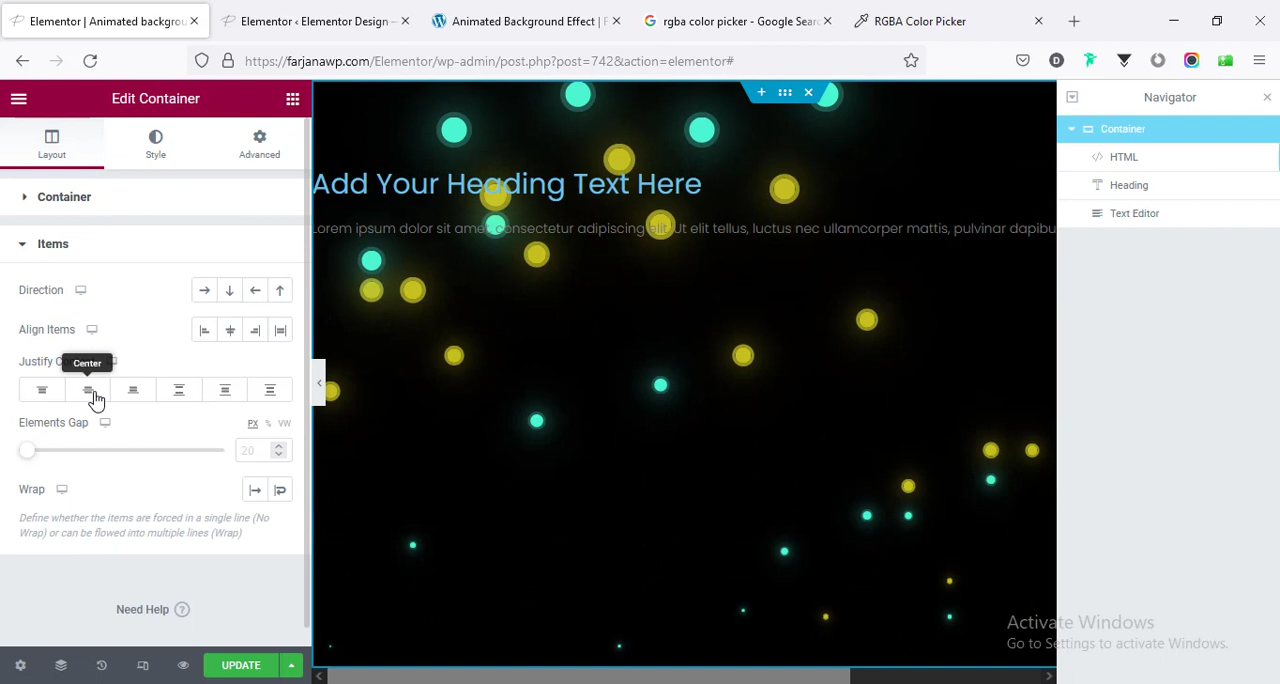 Elementor | Animated backgrou
Elementor ‹ Elementor Design –
Animated Background Effect | F
rgba color picker - Google Searc
RGBA Color Picker
https://farjanawp.com/Elementor/wp-admin/post.php?post=742&action=elementor#
Edit Container
Navigator
Layout
Style
Advanced
Container
HTML
Heading
Text Editor
Container
Items
Direction
Align Items
Justify Co
Center
Elements Gap
PX % VW
20
Wrap
Define whether the items are forced in a single line (No
Wrap) or can be flowed into multiple lines (Wrap)
Need Help ?
UPDATE
Add Your Heading Text Here
Lorem ipsum dolor sit amet, consectetur adipiscing elit. Ut elit tellus, luctus nec ullamcorper mattis, pulvinar dapibu
Activate Windows
Go to Settings to activate Windows.